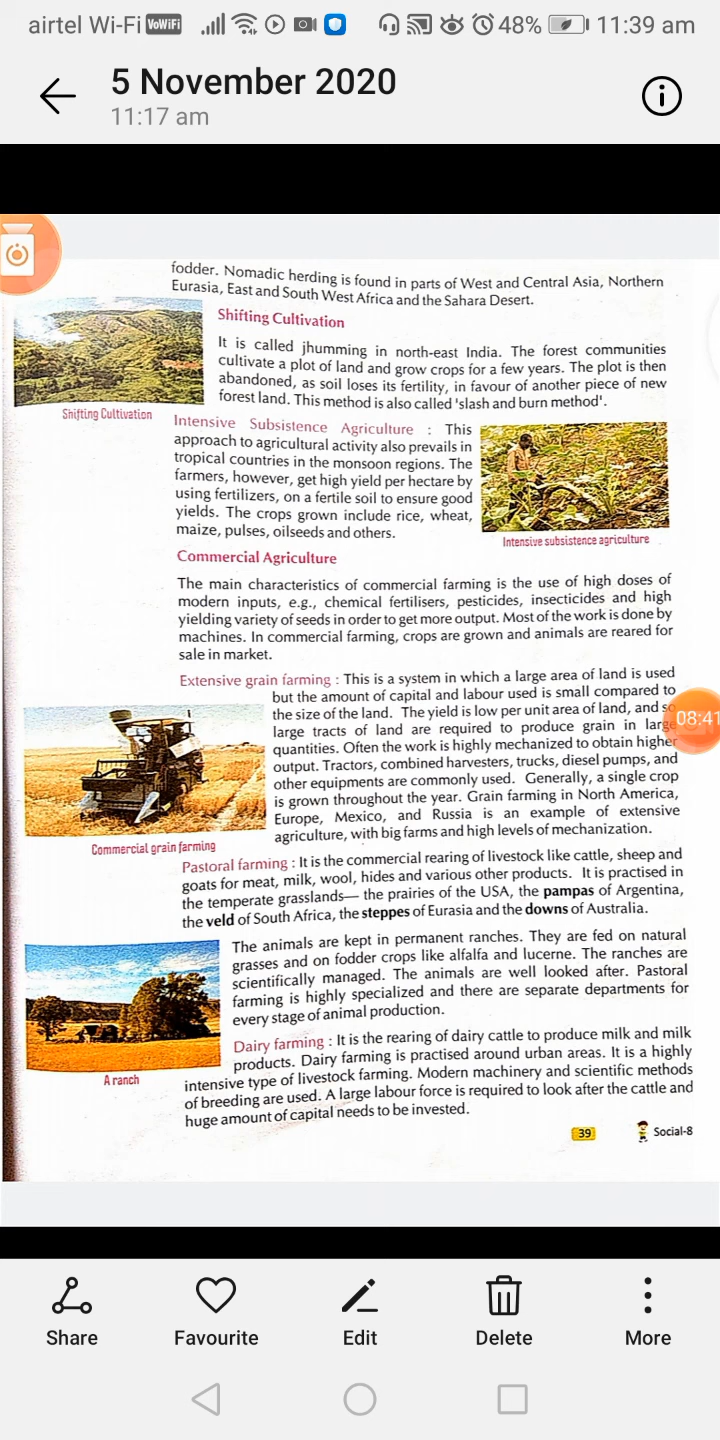 airtel Wi-Fi VoWiFi 48% 11:39 am
5 November 2020
11:17 am
fodder. Nomadic herding is found in parts of West and Central Asia, Northern
Eurasia, East and South West Africa and the Sahara Desert.
Shifting Cultivation
It is called jhumming in north-east India. The forest communities
cultivate a plot of land and grow crops for a few years. The plot is then
abandoned, as soil loses its fertility, in favour of another piece of new
forest land. This method is also called 'slash and burn method'.
Shifting Cultivation
Intensive Subsistence Agriculture : This
approach to agricultural activity also prevails in
tropical countries in the monsoon regions. The
farmers, however, get high yield per hectare by
using fertilizers, on a fertile soil to ensure good
yields. The crops grown include rice, wheat,
maize, pulses, oilseeds and others.
Intensive subsistence agriculture
Commercial Agriculture
The main characteristics of commercial farming is the use of high doses of
modern inputs, e.g., chemical fertilisers, pesticides, insecticides and high
yielding variety of seeds in order to get more output. Most of the work is done by
machines. In commercial farming, crops are grown and animals are reared for
sale in market.
Extensive grain farming : This is a system in which a large area of land is used
but the amount of capital and labour used is small compared to
the size of the land. The yield is low per unit area of land, and so
large tracts of land are required to produce grain in large
quantities. Often the work is highly mechanized to obtain higher
output. Tractors, combined harvesters, trucks, diesel pumps, and
other equipments are commonly used. Generally, a single crop
is grown throughout the year. Grain farming in North America,
Europe, Mexico, and Russia is an example of extensive
agriculture, with big farms and high levels of mechanization.
08:41
Commercial grain farming
Pastoral farming : It is the commercial rearing of livestock like cattle, sheep and
goats for meat, milk, wool, hides and various other products. It is practised in
the temperate grasslands— the prairies of the USA, the pampas of Argentina,
the veld of South Africa, the steppes of Eurasia and the downs of Australia.
The animals are kept in permanent ranches. They are fed on natural
grasses and on fodder crops like alfalfa and lucerne. The ranches are
scientifically managed. The animals are well looked after. Pastoral
farming is highly specialized and there are separate departments for
every stage of animal production.
A ranch
Dairy farming : It is the rearing of dairy cattle to produce milk and milk
products. Dairy farming is practised around urban areas. It is a highly
intensive type of livestock farming. Modern machinery and scientific methods
of breeding are used. A large labour force is required to look after the cattle and
huge amount of capital needs to be invested.
39 Social-8
Share Favourite Edit Delete More